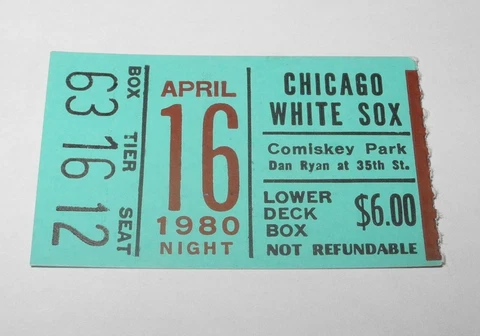 BOX TIER SEAT
63 16 12
APRIL
16
1980
NIGHT
CHICAGO
WHITE SOX
Comiskey Park
Dan Ryan at 35th St.
LOWER
DECK
BOX
$6.00
NOT REFUNDABLE